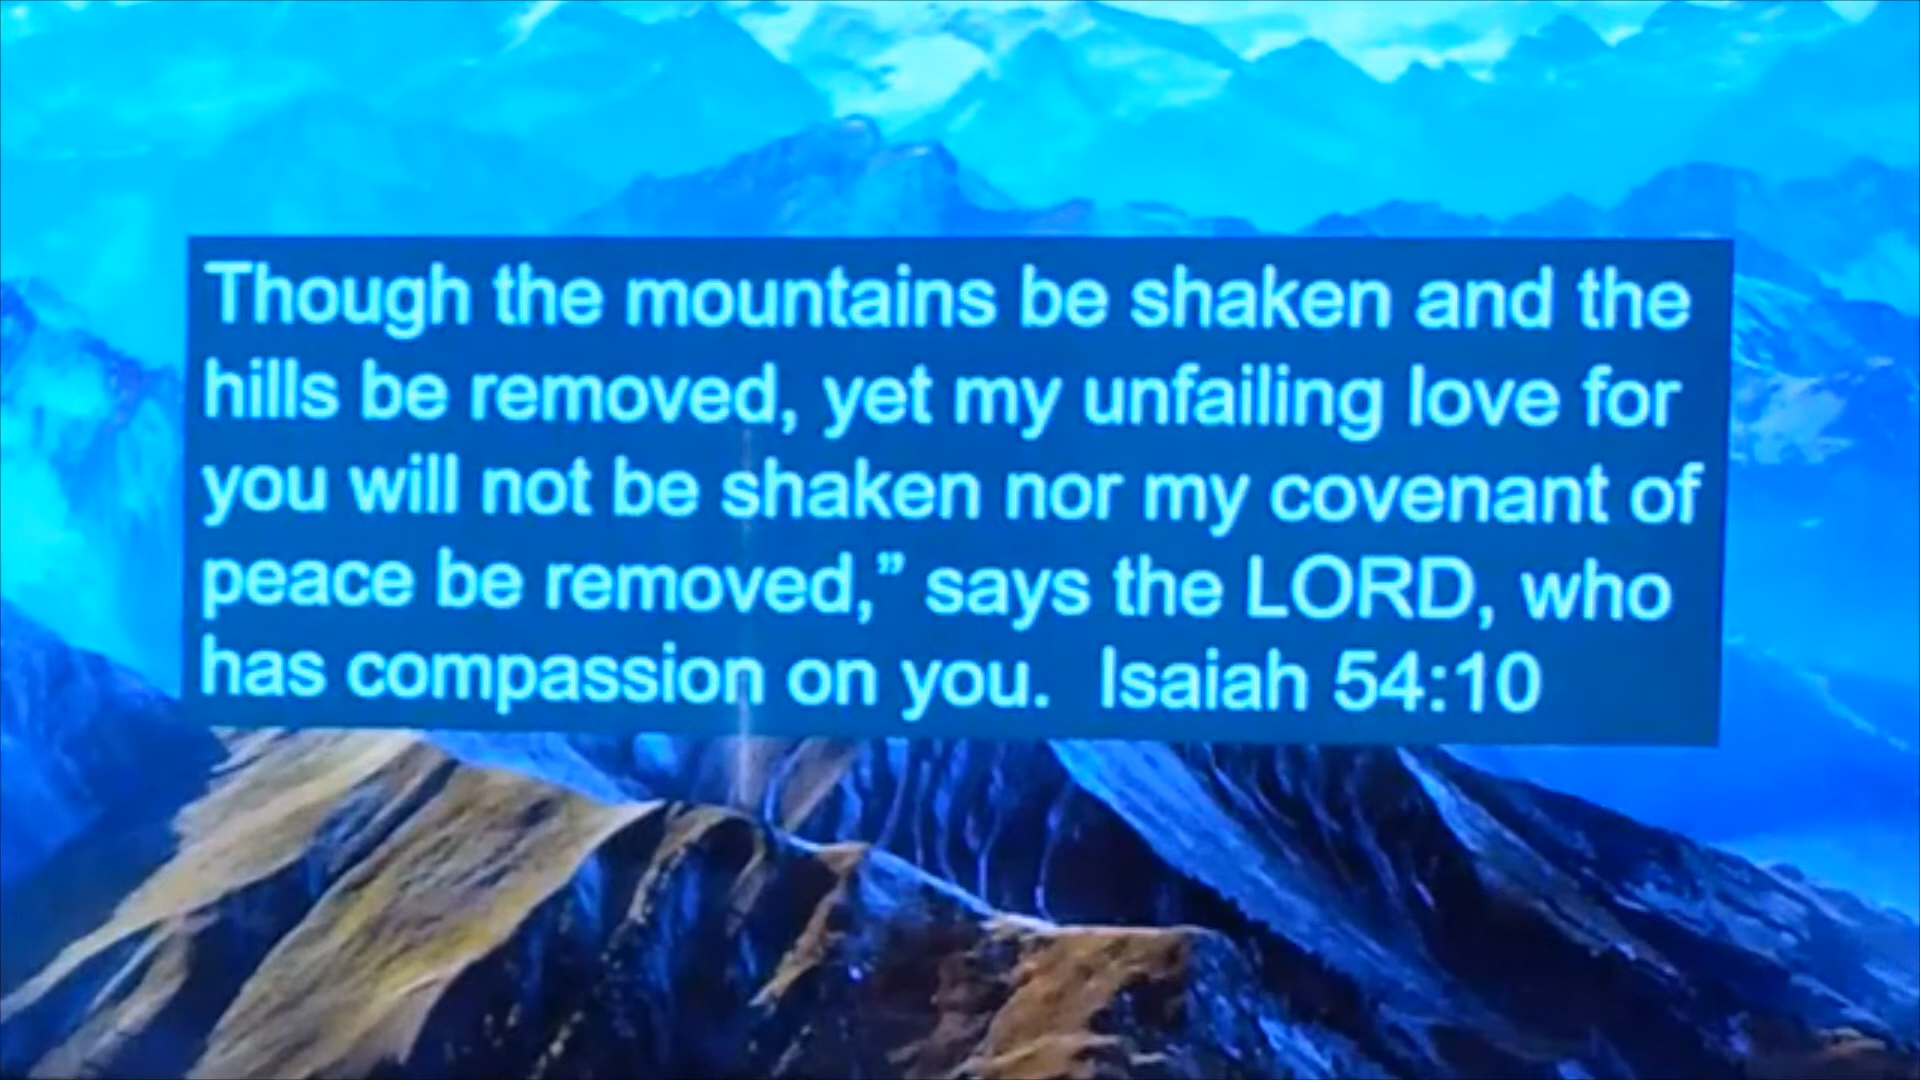 Though the mountains be shaken and the
hills be removed, yet my unfailing love for
you will not be shaken nor my covenant of
peace be removed,” says the LORD, who
has compassion on you.  Isaiah 54:10